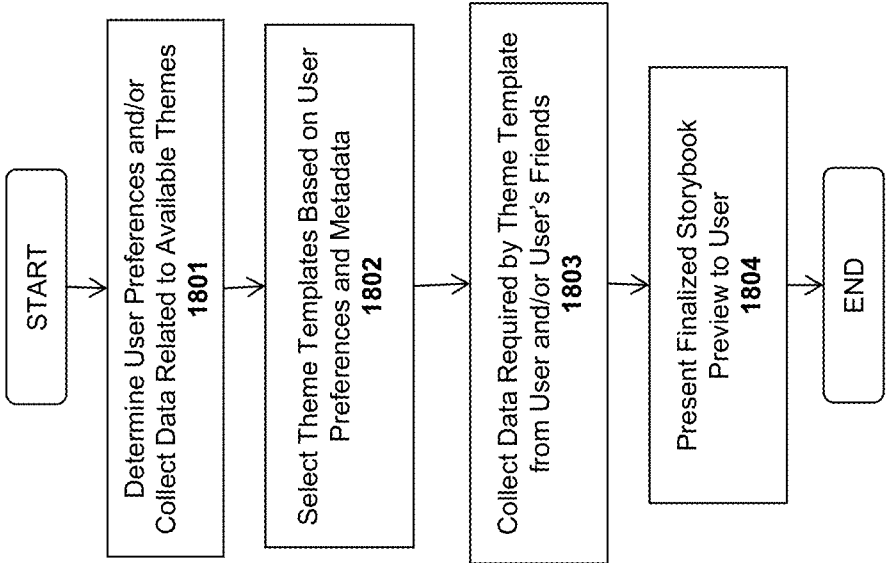 START
Determine User Preferences and/or
Collect Data Related to Available Themes
1801
Select Theme Templates Based on User
Preferences and Metadata
1802
Collect Data Required by Theme Template
from User and/or User's Friends
1803
Present Finalized Storybook
Preview to User
1804
END